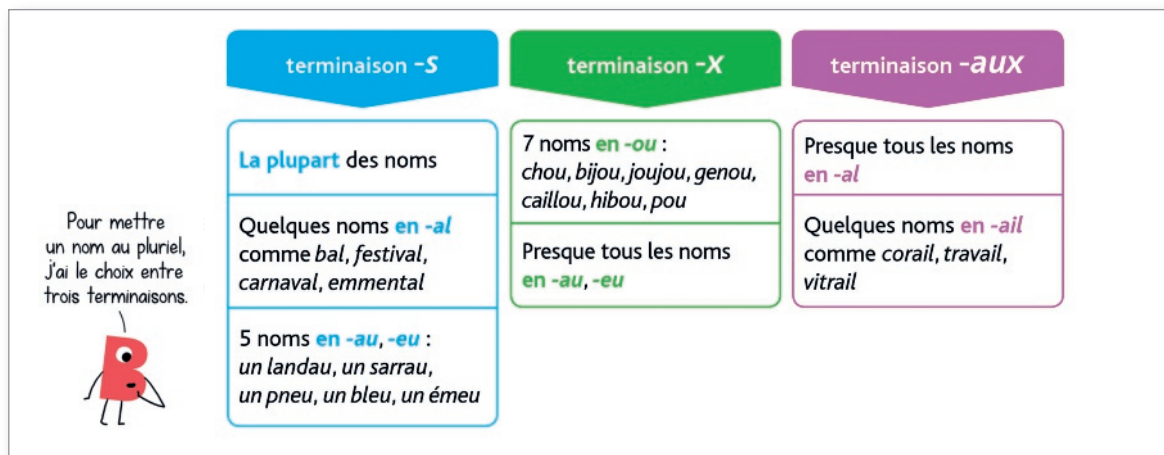 terminaison -s
La plupart des noms
Quelques noms en -al
comme bal, festival,
carnaval, emmental
5 noms en -au, -eu :
un landau, un sarrau,
un pneu, un bleu, un émeu
terminaison -x
7 noms en -ou :
chou, bijou, joujou, genou,
caillou, hibou, pou
Presque tous les noms
en -au, -eu
terminaison -aux
Presque tous les noms
en -al
Quelques noms en -ail
comme corail, travail,
vitrail
Pour mettre
un nom au pluriel,
j'ai le choix entre
trois terminaisons.
B